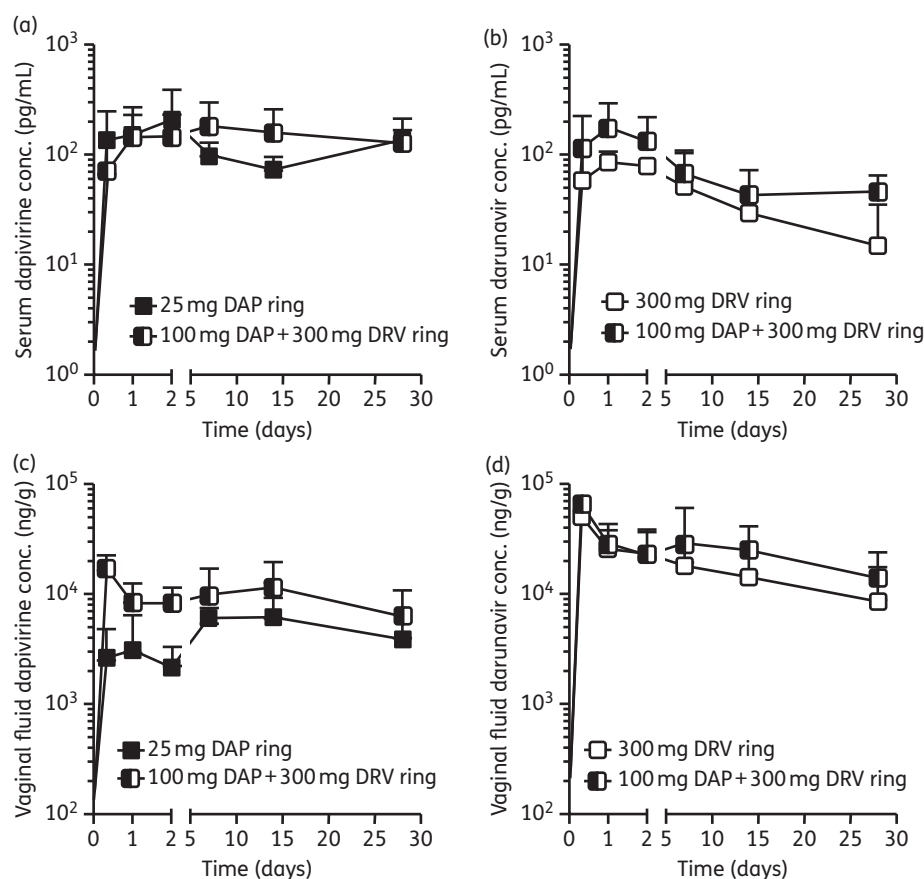 (a)
10³
10²
10¹
10⁰
Serum dapivirine conc. (pg/mL)
25 mg DAP ring
100 mg DAP + 300 mg DRV ring
0 1 2 5 10 15 20 25 30
Time (days)
(b)
10³
10²
10¹
10⁰
Serum darunavir conc. (pg/mL)
300 mg DRV ring
100 mg DAP + 300 mg DRV ring
0 1 2 5 10 15 20 25 30
Time (days)
(c)
10⁵
10⁴
10³
10²
Vaginal fluid dapivirine conc. (ng/g)
25 mg DAP ring
100 mg DAP + 300 mg DRV ring
0 1 2 5 10 15 20 25 30
Time (days)
(d)
10⁵
10⁴
10³
10²
Vaginal fluid darunavir conc. (ng/g)
300 mg DRV ring
100 mg DAP + 300 mg DRV ring
0 1 2 5 10 15 20 25 30
Time (days)